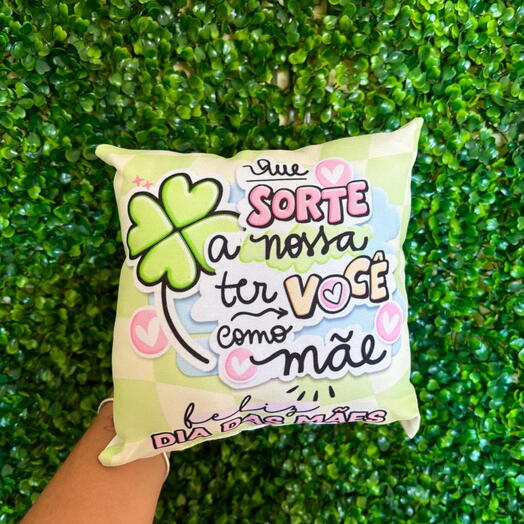 Que
SORTE
a nossa
ter VOCÊ
como
mãe
feliz
DIA DAS MÃES